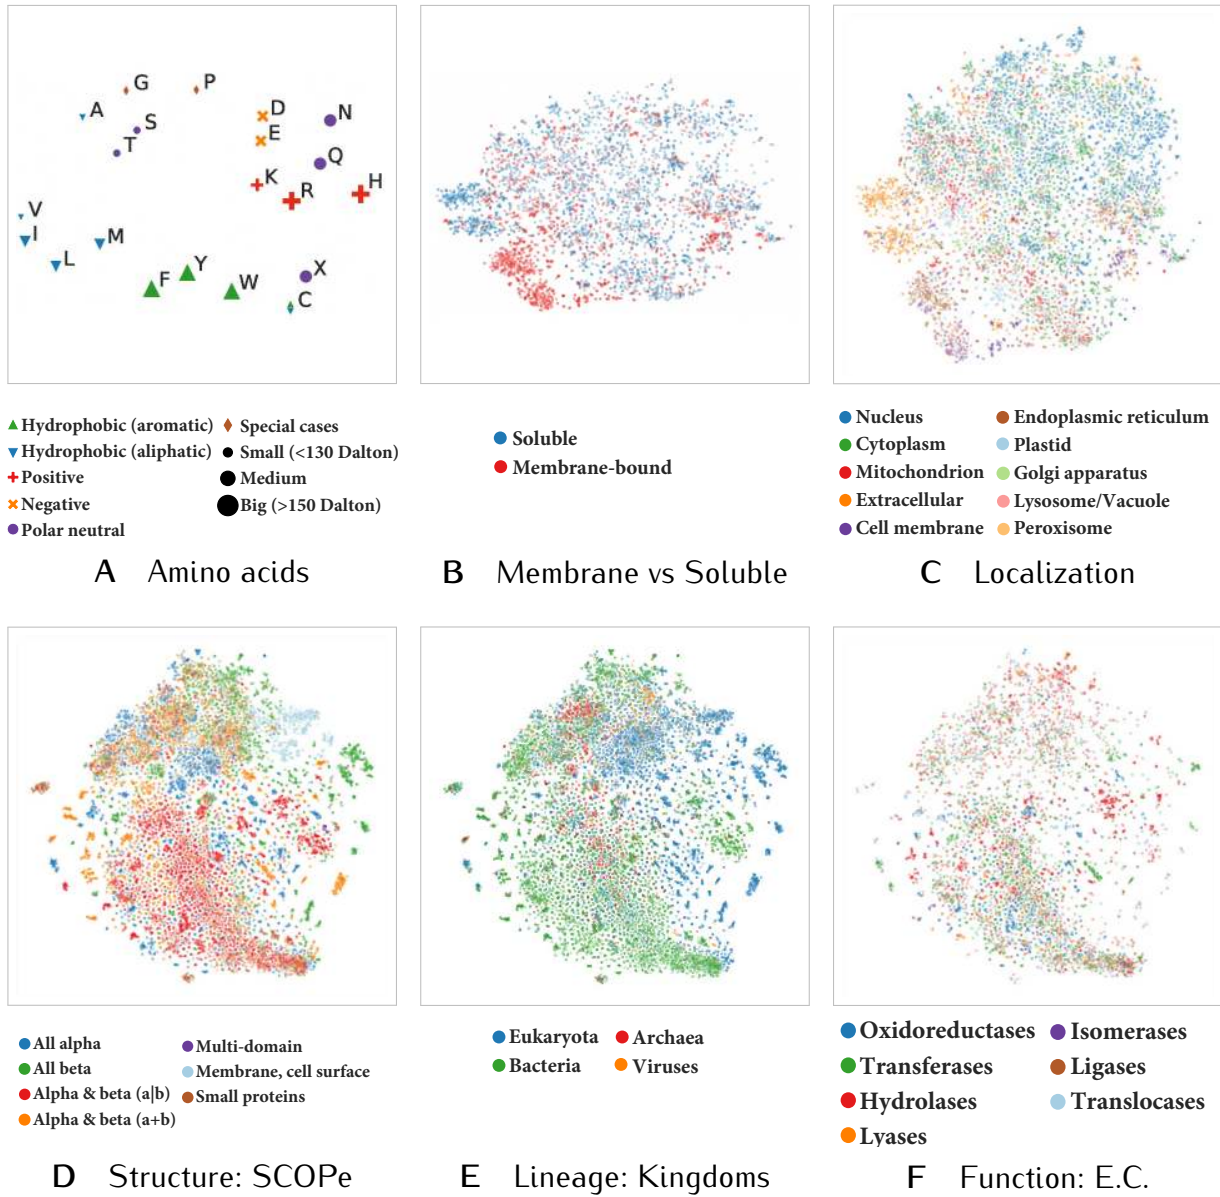 G
P
A
S
T
D
E
N
Q
K
R
H
V
I
L
M
F
Y
W
X
C
Hydrophobic (aromatic)
Hydrophobic (aliphatic)
Positive
Negative
Polar neutral
Special cases
Small (<130 Dalton)
Medium
Big (>150 Dalton)
A Amino acids
Soluble
Membrane-bound
B Membrane vs Soluble
Nucleus
Cytoplasm
Mitochondrion
Extracellular
Cell membrane
Endoplasmic reticulum
Plastid
Golgi apparatus
Lysosome/Vacuole
Peroxisome
C Localization
All alpha
All beta
Alpha & beta (a|b)
Alpha & beta (a+b)
Multi-domain
Membrane, cell surface
Small proteins
D Structure: SCOPe
Eukaryota
Bacteria
Archaea
Viruses
E Lineage: Kingdoms
Oxidoreductases
Transferases
Hydrolases
Lyases
Isomerases
Ligases
Translocases
F Function: E.C.